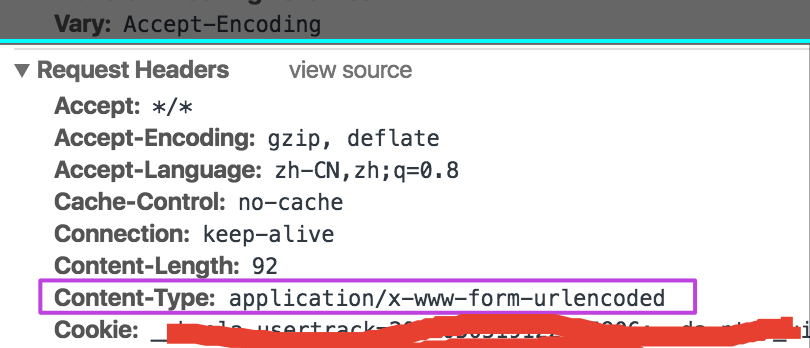 Vary: Accept-Encoding
Request Headers view source
Accept: */*
Accept-Encoding: gzip, deflate
Accept-Language: zh-CN,zh;q=0.8
Cache-Control: no-cache
Connection: keep-alive
Content-Length: 92
Content-Type: application/x-www-form-urlencoded
Cookie: